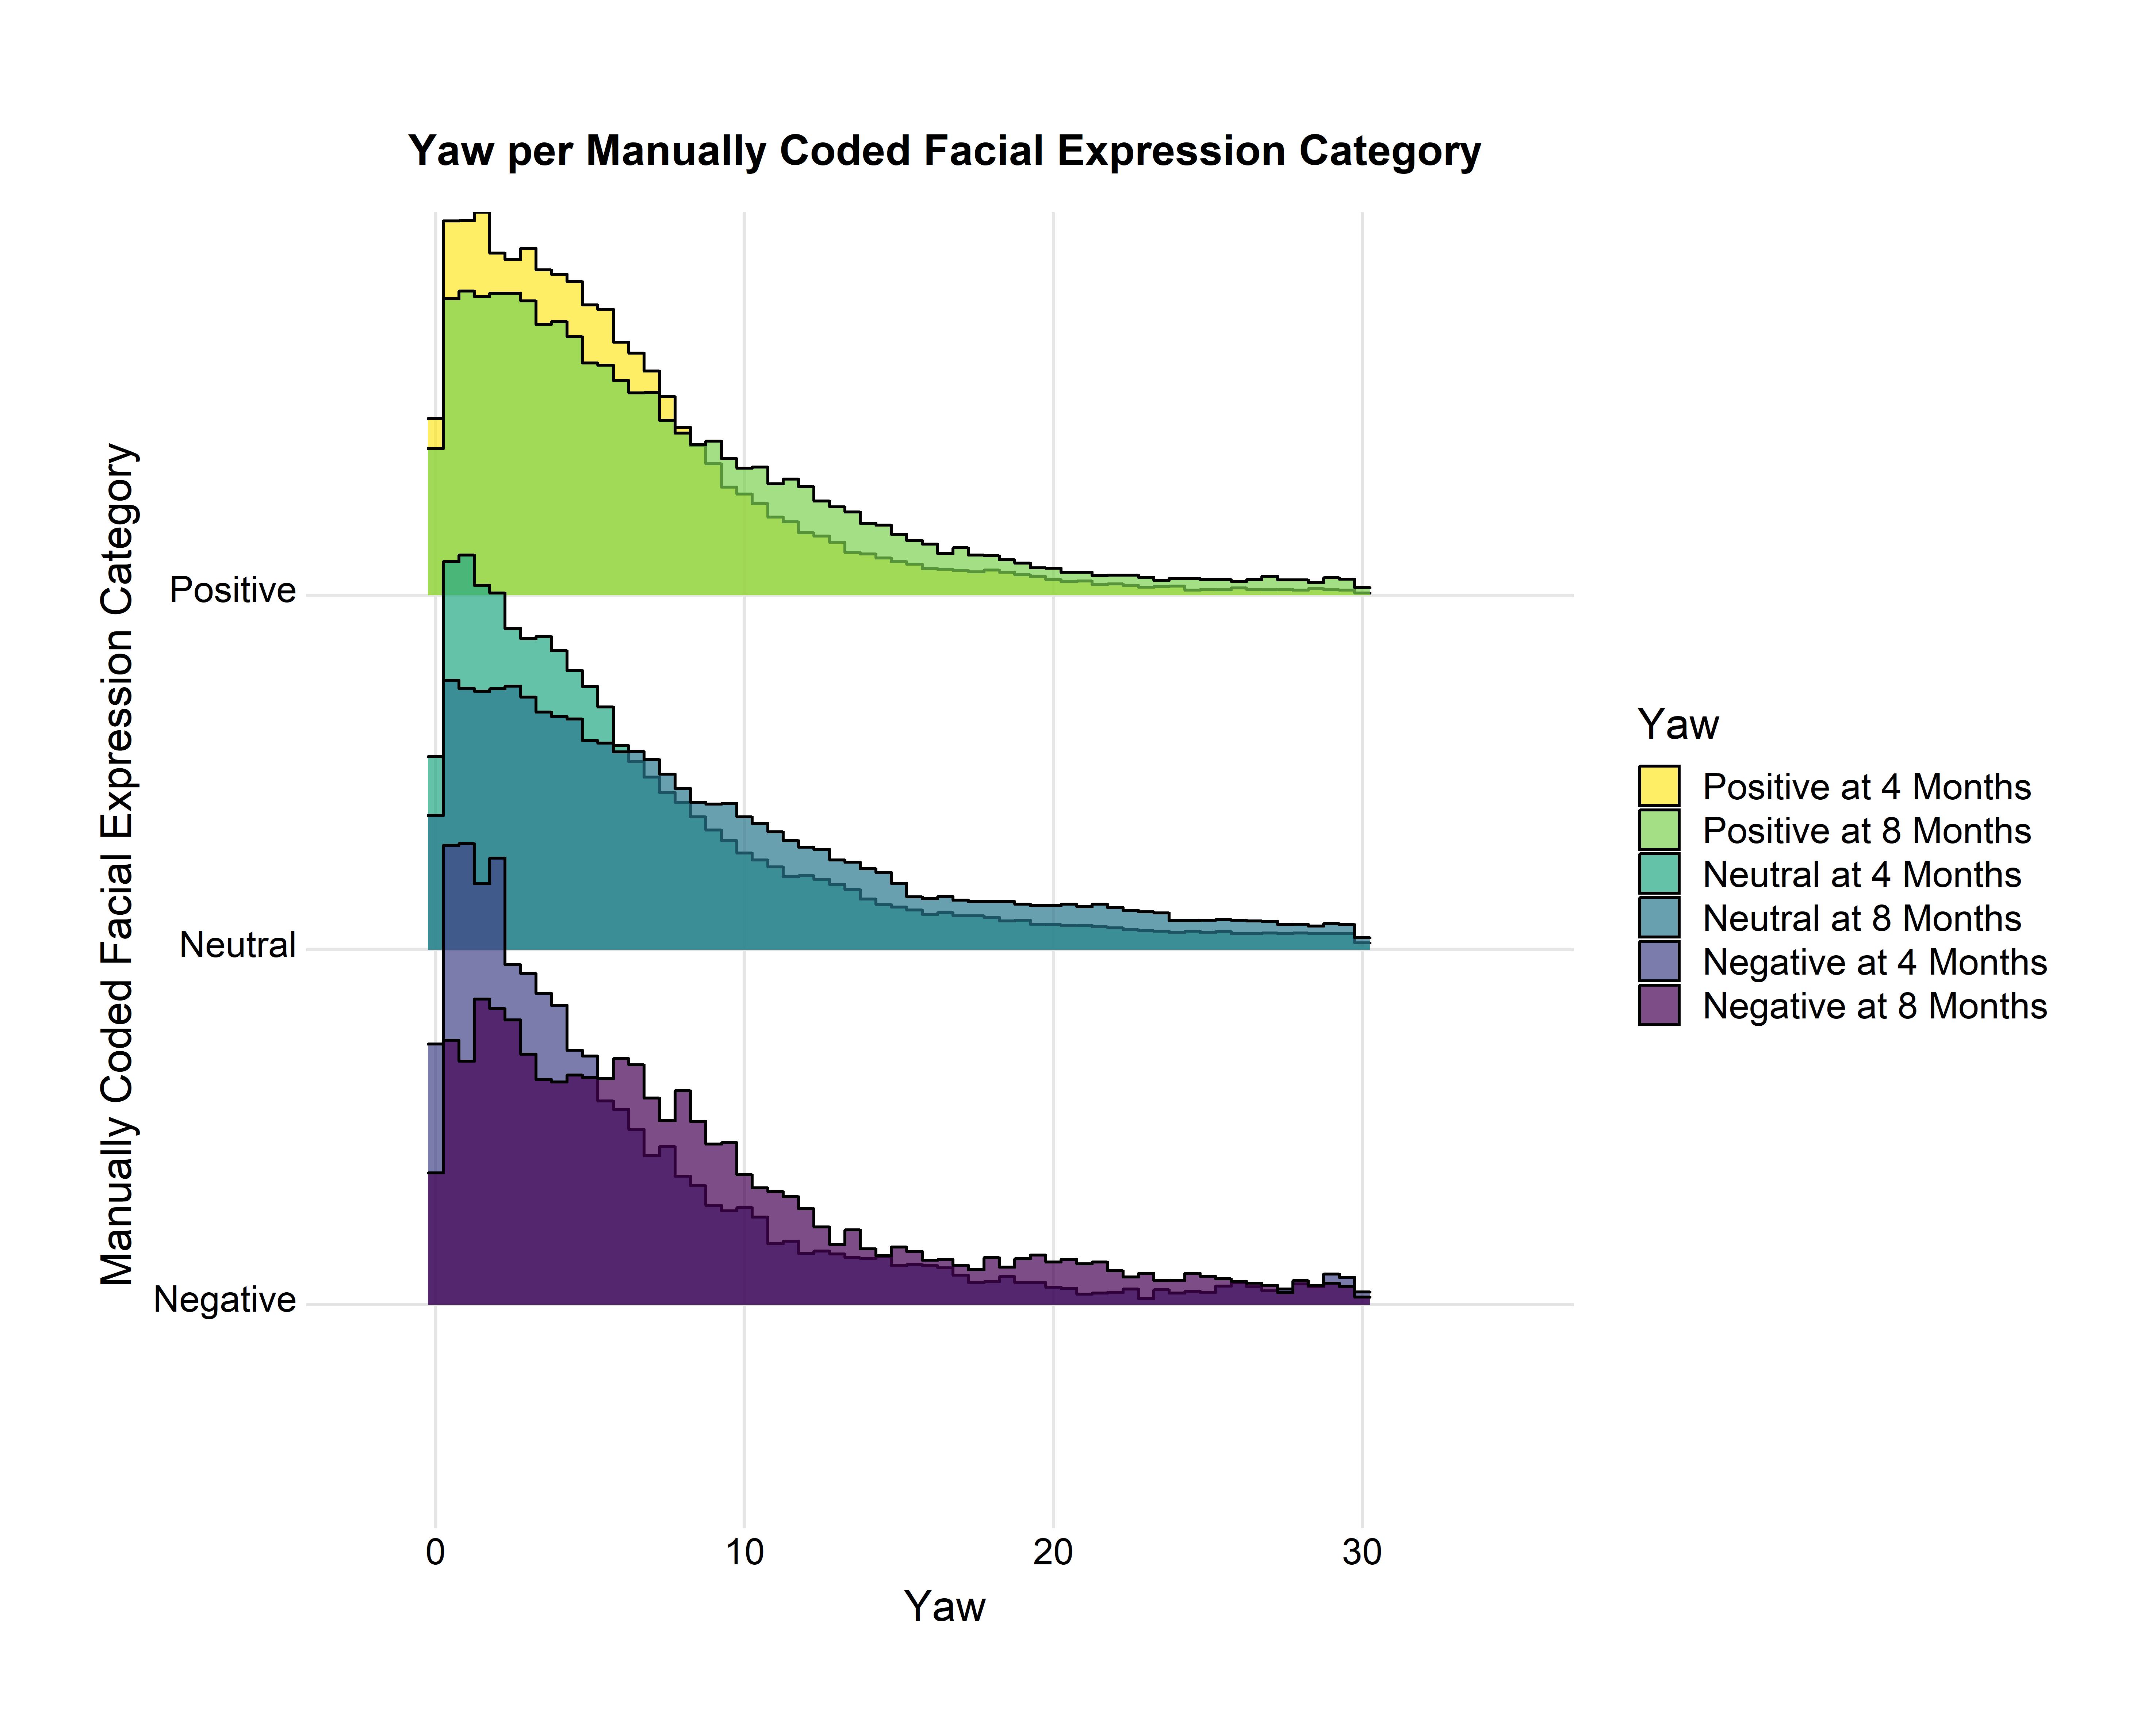 Yaw per Manually Coded Facial Expression Category
Manually Coded Facial Expression Category
Positive
Neutral
Negative
0 10 20 30
Yaw
Yaw
Positive at 4 Months
Positive at 8 Months
Neutral at 4 Months
Neutral at 8 Months
Negative at 4 Months
Negative at 8 Months